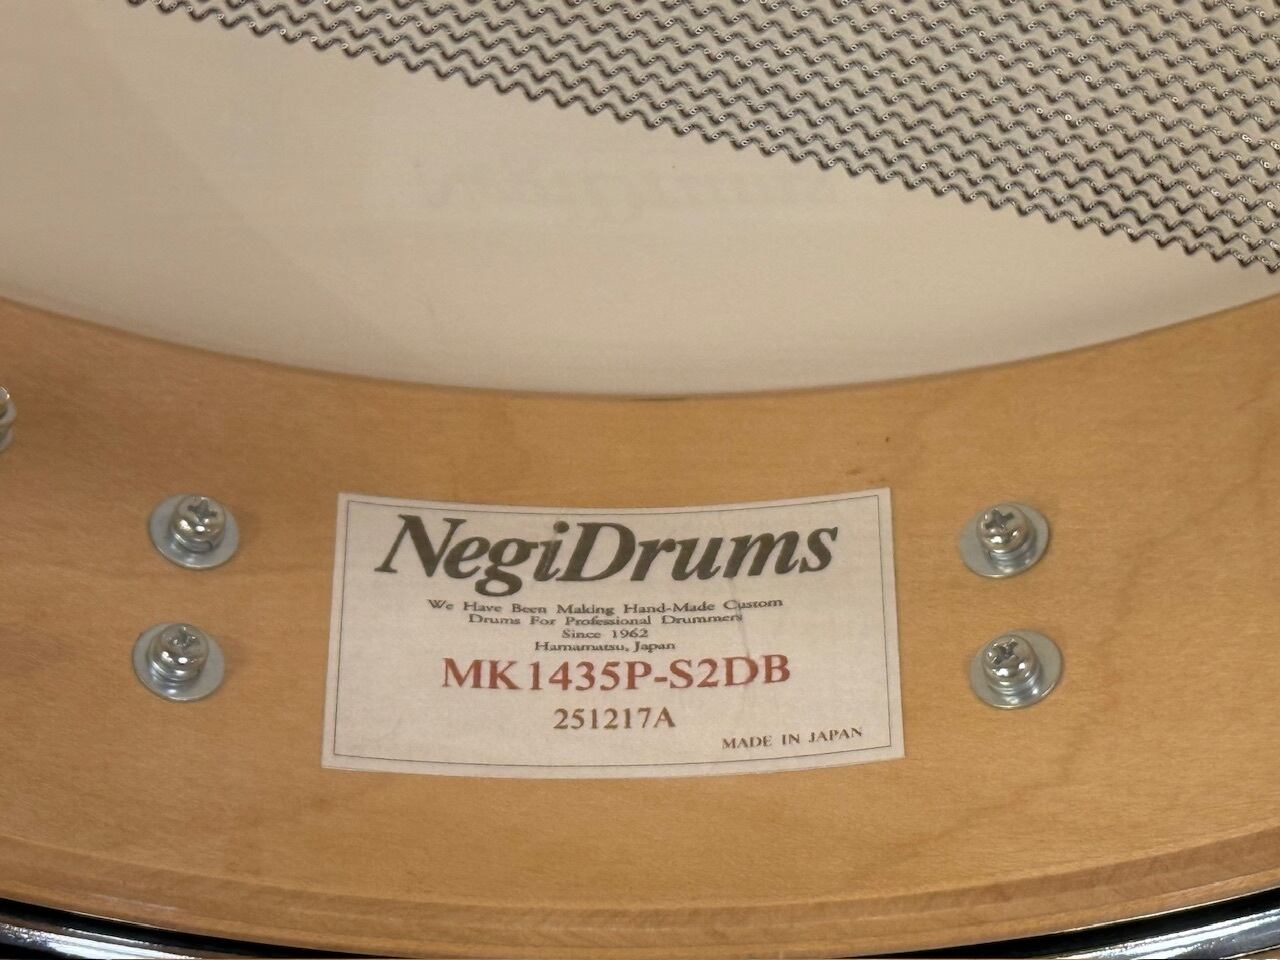 NegiDrums
We Have Been Making Hand-Made Custom
Drums For Professional Drummers
Since 1962
Hamamatsu, Japan
MK1435P-S2DB
251217A
MADE IN JAPAN